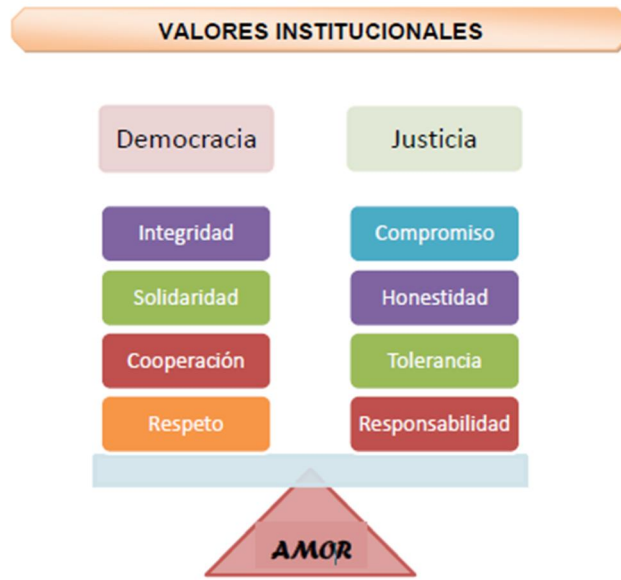 VALORES INSTITUCIONALES
Democracia
Justicia
Integridad
Compromiso
Solidaridad
Honestidad
Cooperación
Tolerancia
Respeto
Responsabilidad
AMOR